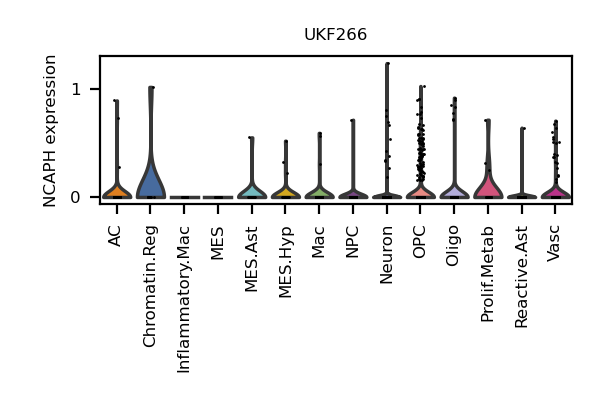 UKF266
NCAPH expression
1
0
AC
Chromatin.Reg
Inflammatory.Mac
MES
MES.Ast
MES.Hyp
Mac
NPC
Neuron
OPC
Oligo
Prolif.Metab
Reactive.Ast
Vasc